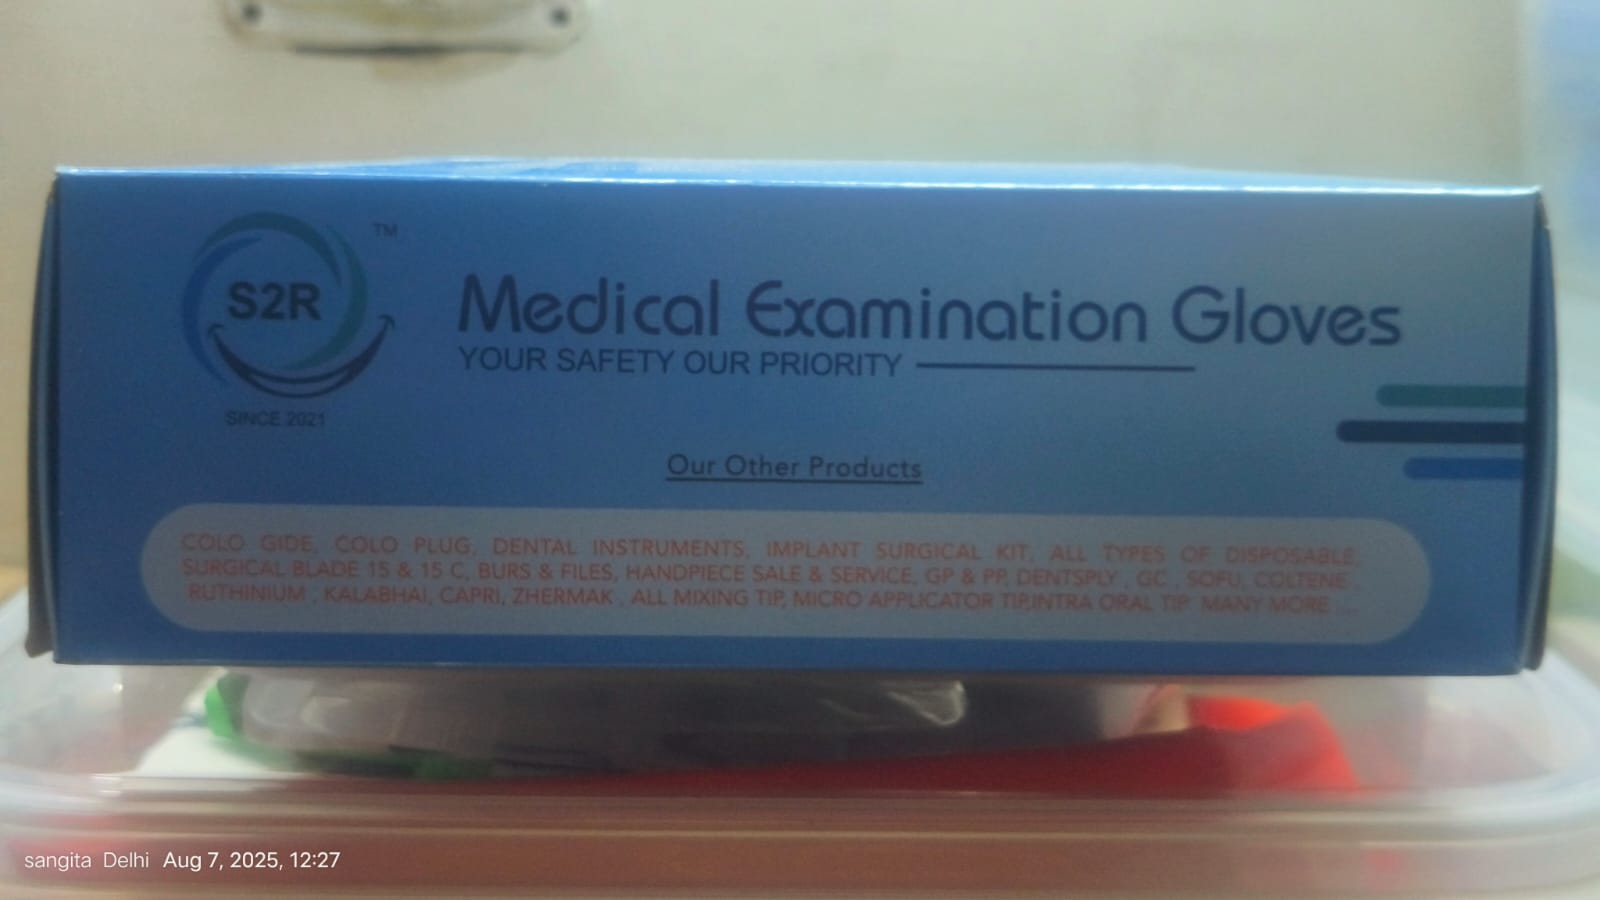 TM
S2R
SINCE 2021
Medical Examination Gloves
YOUR SAFETY OUR PRIORITY
Our Other Products
COLO GIDE, COLO PLUG, DENTAL INSTRUMENTS, IMPLANT SURGICAL KIT, ALL TYPES OF DISPOSABLE,
SURGICAL BLADE 15 & 15 C, BURS & FILES, HANDPIECE SALE & SERVICE, GP & PP, DENTSPLY , GC , SOFU, COLTENE ,
RUTHINIUM , KALABHAI, CAPRI, ZHERMAK , ALL MIXING TIP, MICRO APPLICATOR TIP,INTRA ORAL TIP MANY MORE ....
sangita Delhi Aug 7, 2025, 12:27